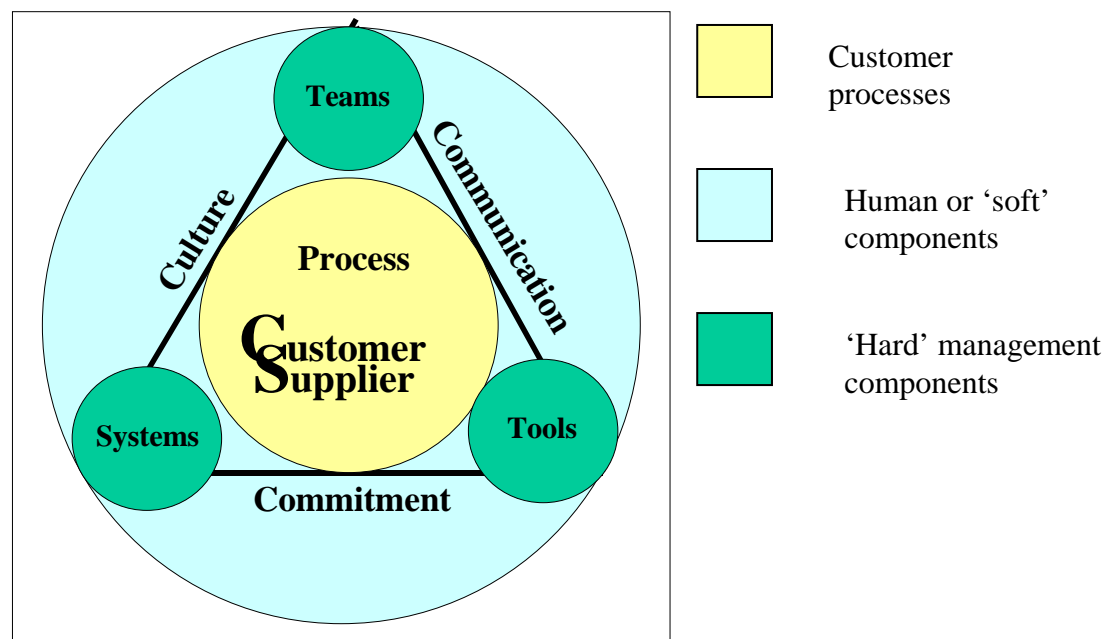 Teams
Culture
Communication
Process
Customer
Supplier
Systems
Tools
Commitment
Customer
processes
Human or ‘soft’
components
‘Hard’ management
components